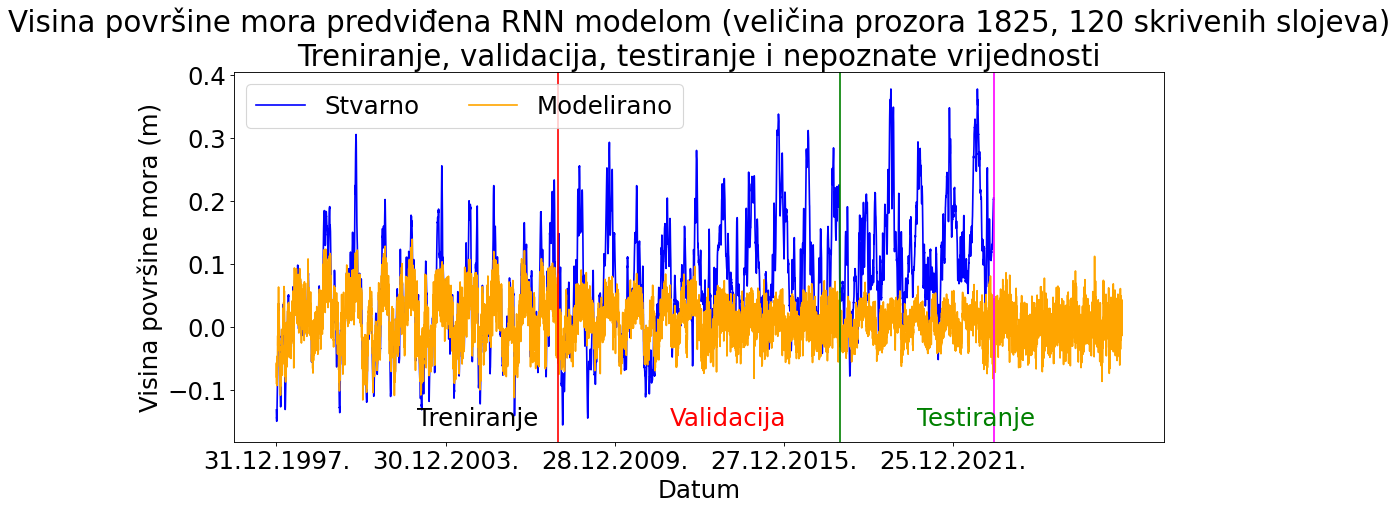 Visina površine mora predviđena RNN modelom (veličina prozora 1825, 120 skrivenih slojeva)
Treniranje, validacija, testiranje i nepoznate vrijednosti
Stvarno
Modelirano
Visina površine mora (m)
0.4
0.3
0.2
0.1
0.0
−0.1
Treniranje
Validacija
Testiranje
31.12.1997.
30.12.2003.
28.12.2009.
27.12.2015.
25.12.2021.
Datum